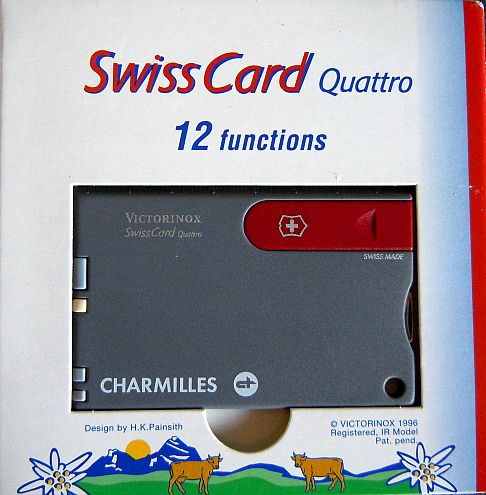 SwissCard Quattro
12 functions
VICTORINOX
SwissCard Quattro
SWISS MADE
CHARMILLES
Design by H.K.Painsith
© VICTORINOX 1996
Registered, IR Model
Pat. pend.